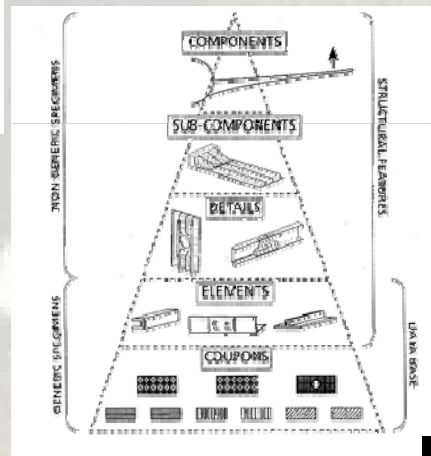 COMPONENTS
SUB-COMPONENTS
DETAILS
ELEMENTS
COUPONS
NON GENERIC SPECIMENS
GENERIC SPECIMENS
STRUCTURAL FEATURES
DATA BASE